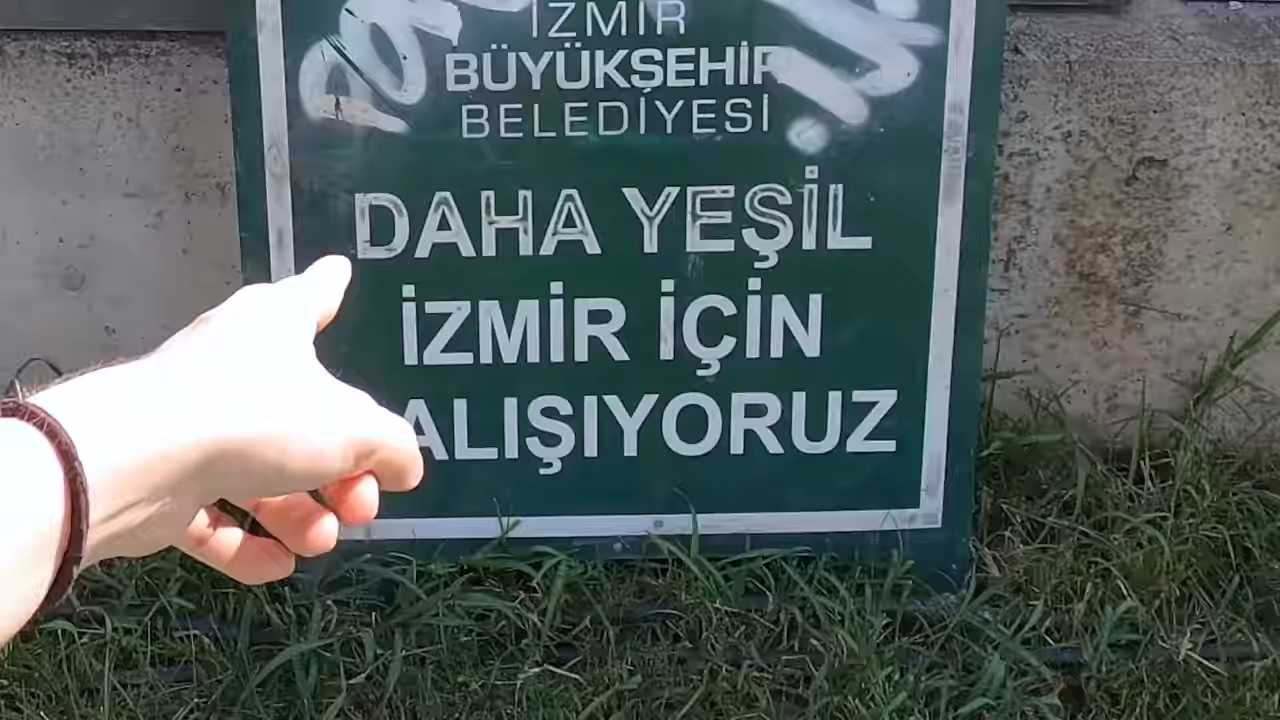 İZMİR
BÜYÜKŞEHİR
BELEDİYESİ
DAHA YEŞİL
İZMİR İÇİN
ALIŞIYORUZ